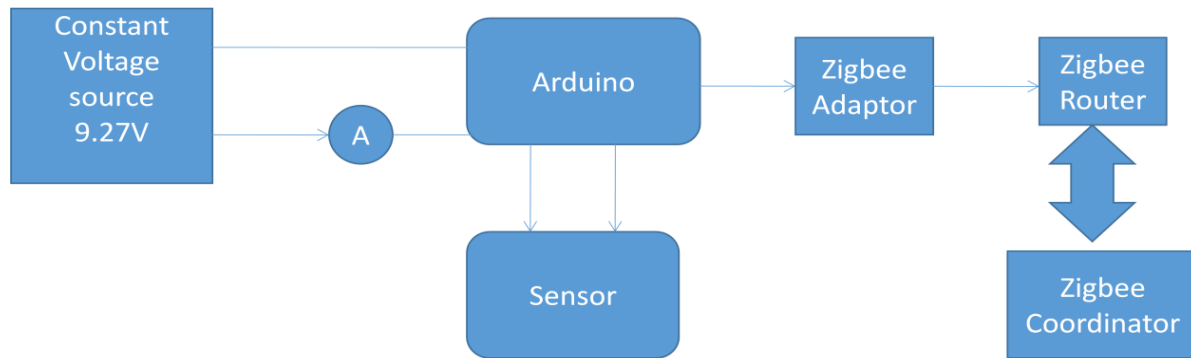 Constant
Voltage
source
9.27V
A
Arduino
Zigbee
Adaptor
Zigbee
Router
Sensor
Zigbee
Coordinator